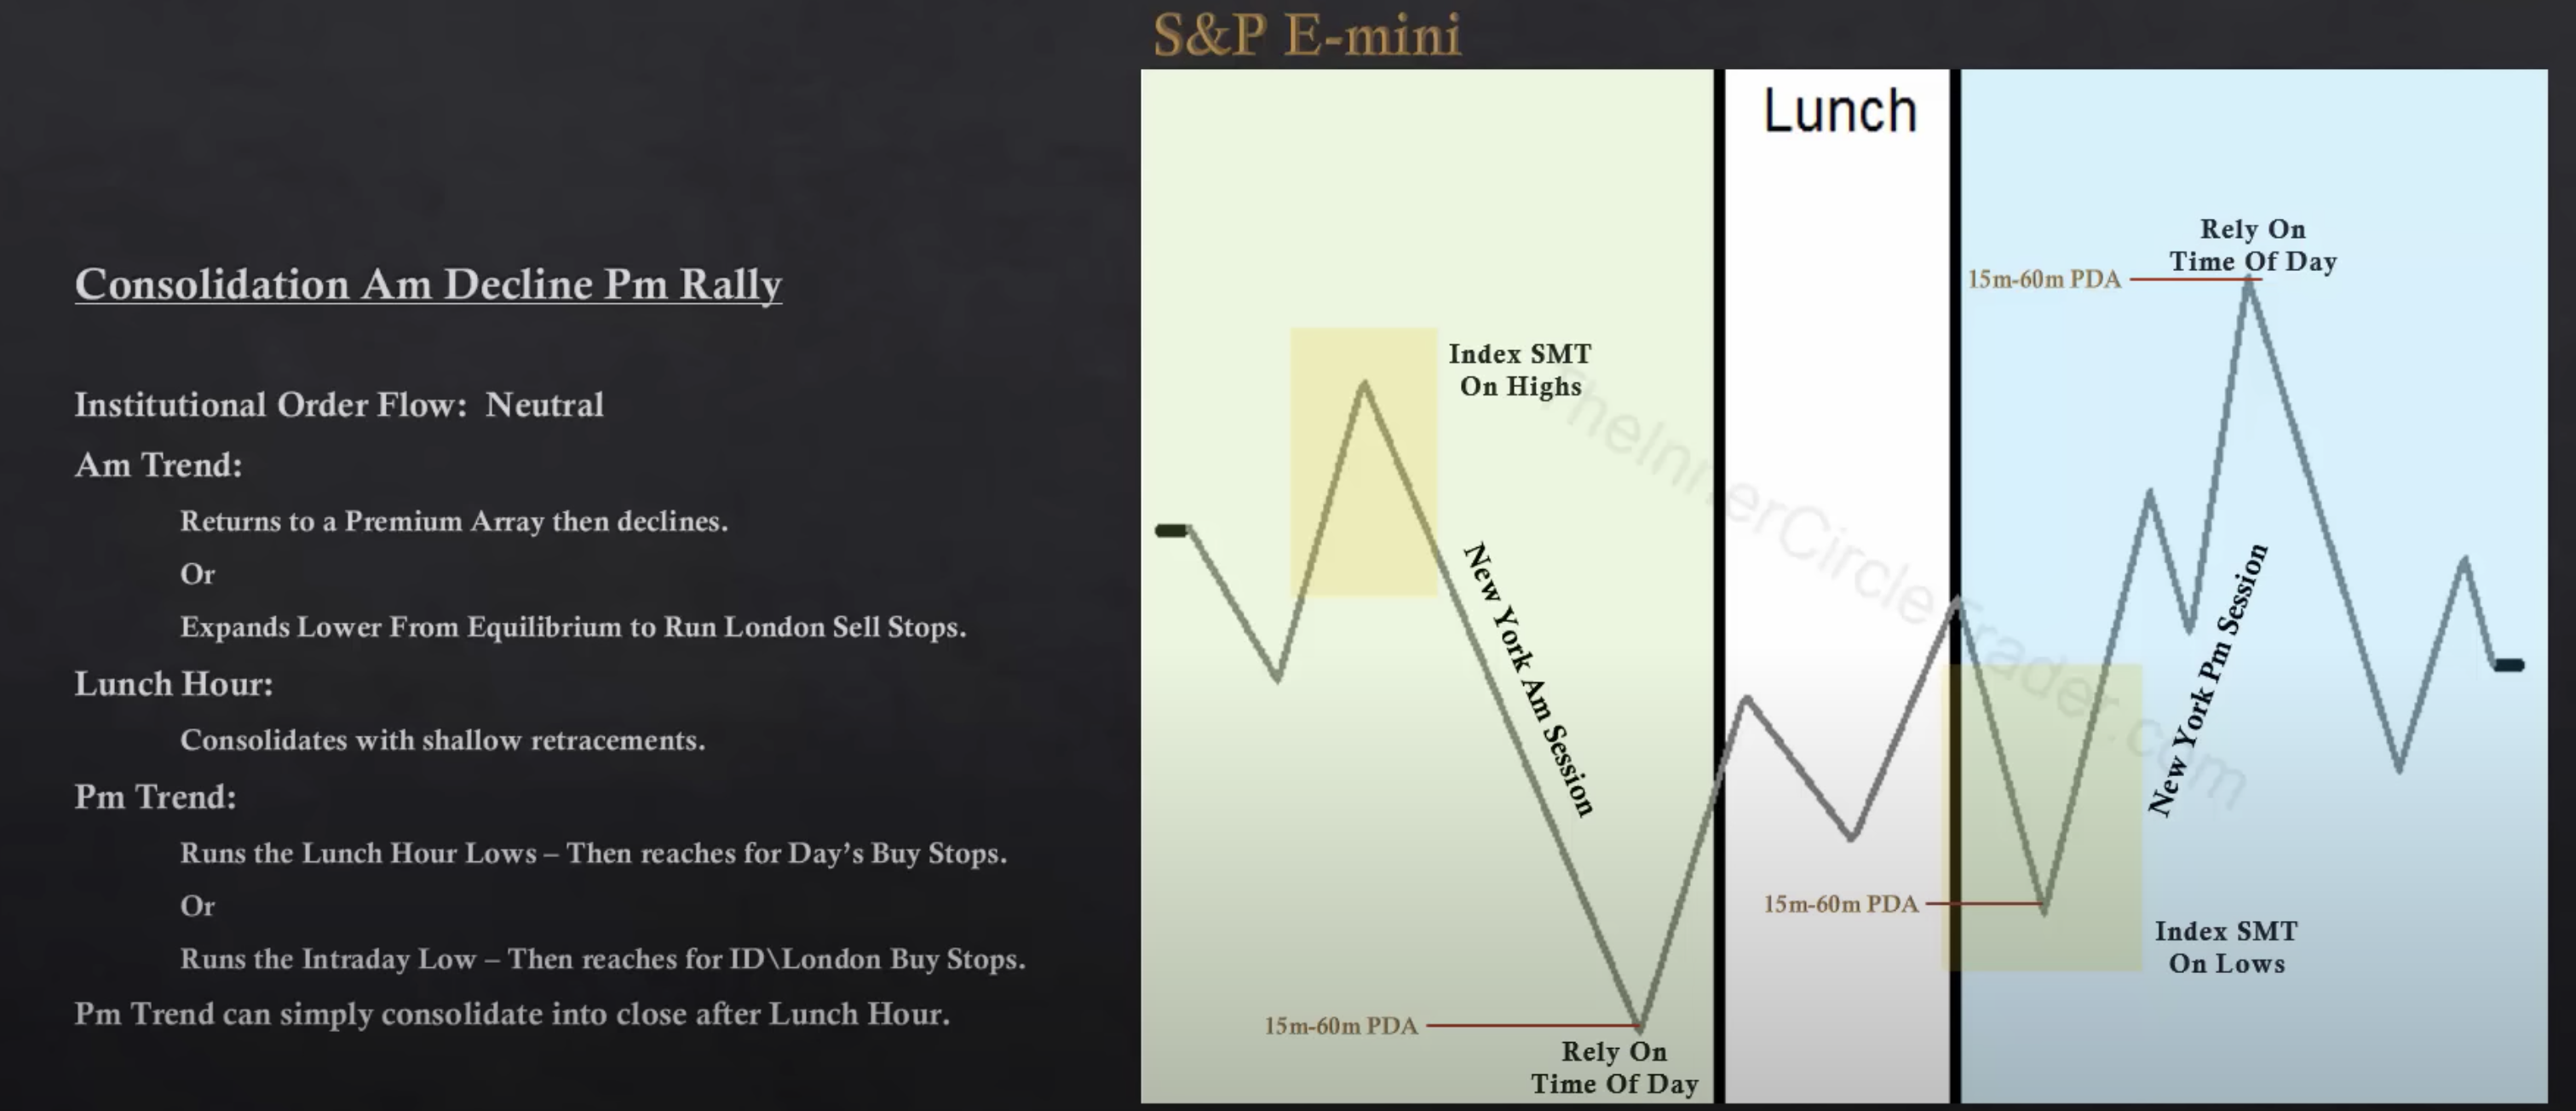 S&P E-mini
Consolidation Am Decline Pm Rally
Institutional Order Flow:  Neutral
Am Trend:
Returns to a Premium Array then declines.
Or
Expands Lower From Equilibrium to Run London Sell Stops.
Lunch Hour:
Consolidates with shallow retracements.
Pm Trend:
Runs the Lunch Hour Lows – Then reaches for Day’s Buy Stops.
Or
Runs the Intraday Low – Then reaches for ID\London Buy Stops.
Pm Trend can simply consolidate into close after Lunch Hour.
Index SMT
On Highs
New York Am Session
15m-60m PDA
Rely On
Time Of Day
Lunch
15m-60m PDA
Index SMT
On Lows
New York Pm Session
15m-60m PDA
Rely On
Time Of Day
TheInnerCircleTrader.com